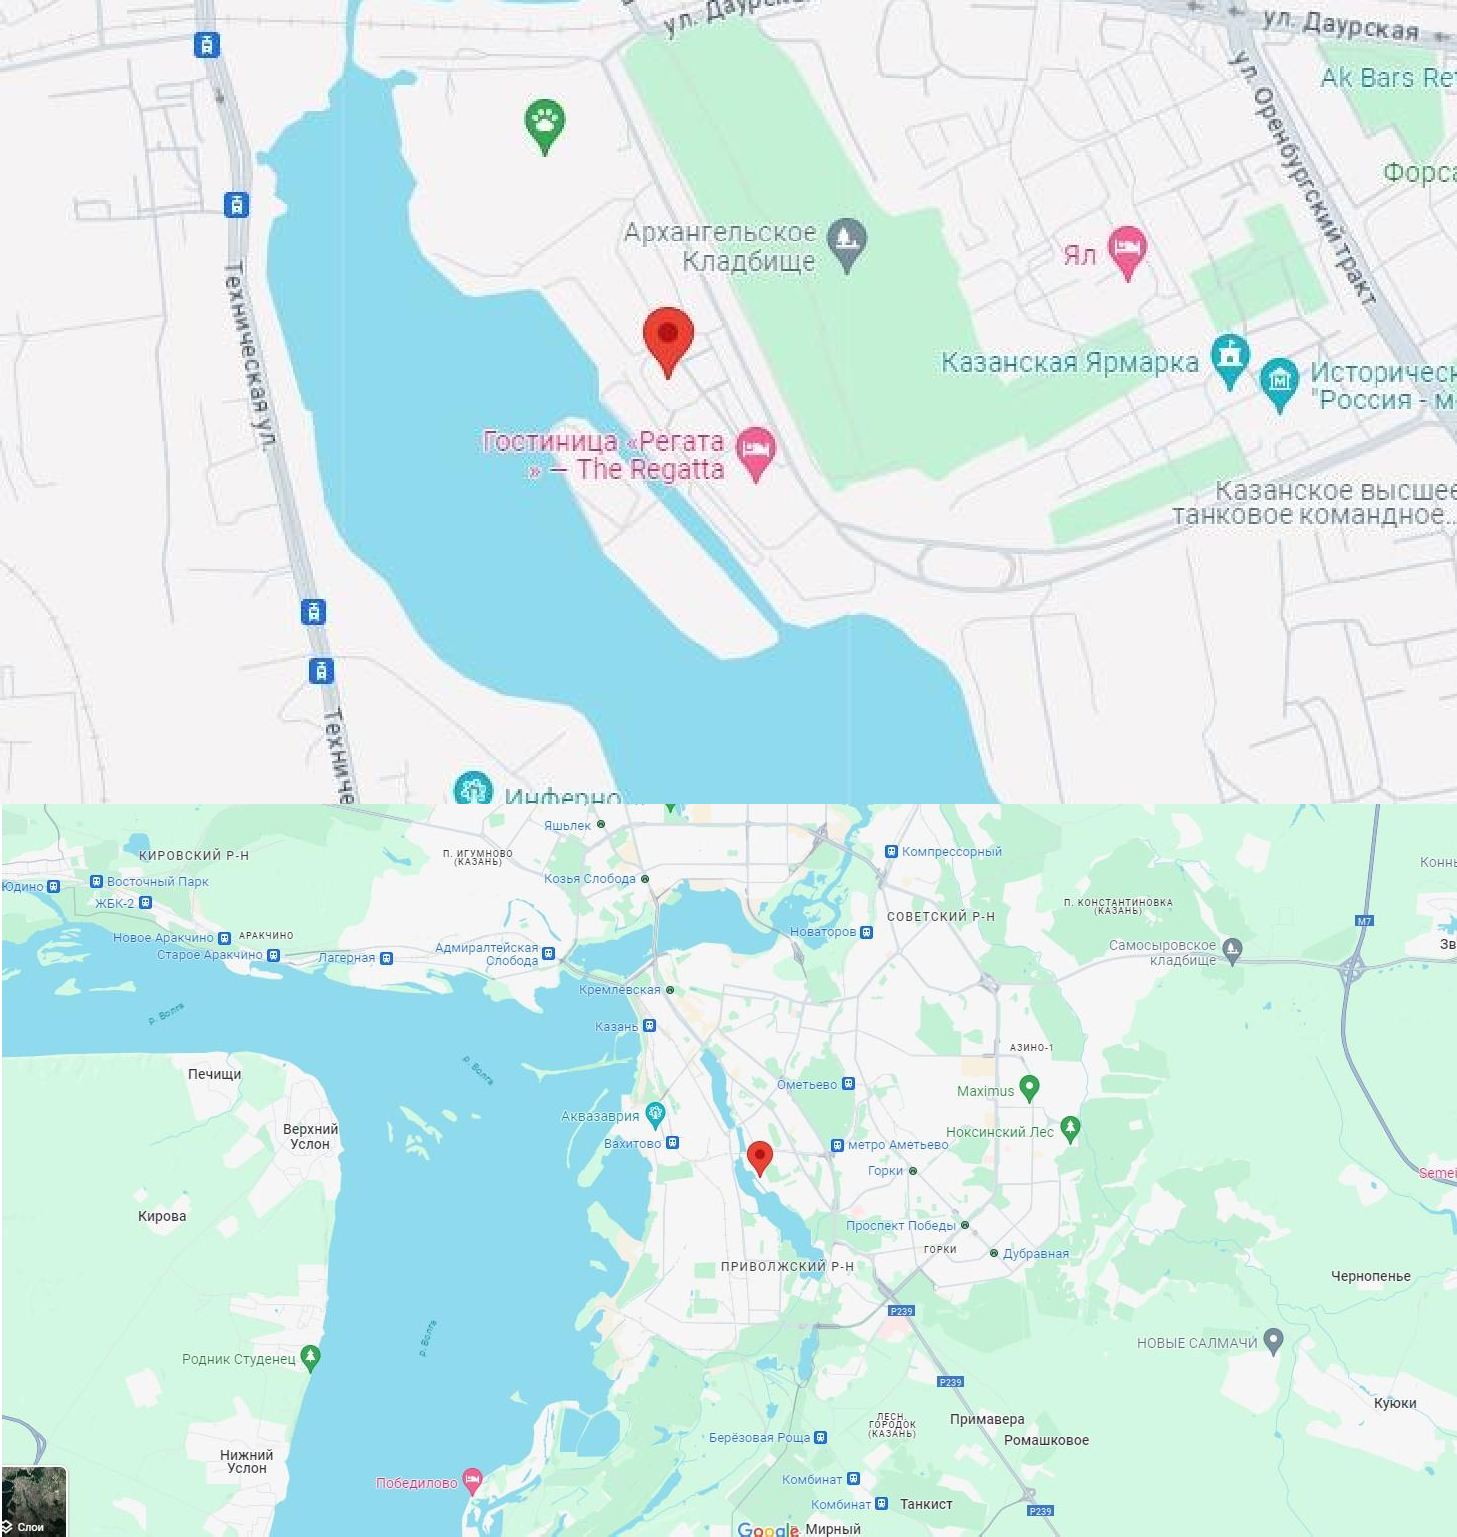 ул. Даурск
ул. Даурская
Ak Bars Re
ул. Оренбургский тракт
Форса
Архангельское
Кладбище
Ял
Техническая ул.
Казанская Ярмарка
Историческ
"Россия - м
Гостиница «Регата
» — The Regatta
Казанское высшее
танковое командное...
Техниче
Инферно...
Яшьлек
КИРОВСКИЙ Р-Н
П. ИГУМНОВО
(КАЗАНЬ)
Компрессорный
Конн
Юдино
Восточный Парк
Козья Слобода
ЖБК-2
П. КОНСТАНТИНОВКА
(КАЗАНЬ)
СОВЕТСКИЙ Р-Н
M7
Новое Аракчино
АРАКЧИНО
Новаторов
Старое Аракчино
Лагерная
Адмиралтейская
Слобода
Самосыровское
кладбище
Зв
Кремлёвская
р. Волга
Казань
АЗИНО-1
Печищи
р. Волга
Ометьево
Maximus
Аквазаврия
Верхний
Услон
Ноксинский Лес
Вахитово
метро Аметьево
Горки
Semei
Кирова
Проспект Победы
ГОРКИ
Дубравная
ПРИВОЛЖСКИЙ Р-Н
Чернопенье
P239
р. Волга
НОВЫЕ САЛМАЧИ
Родник Студенец
P239
Куюки
ЛЕСН.
ГОРОДОК
(КАЗАНЬ)
Примавера
Ромашковое
Берёзовая Роща
Нижний
Услон
Победилово
Комбинат
Комбинат
Танкист
P239
Слои
Google
Мирный